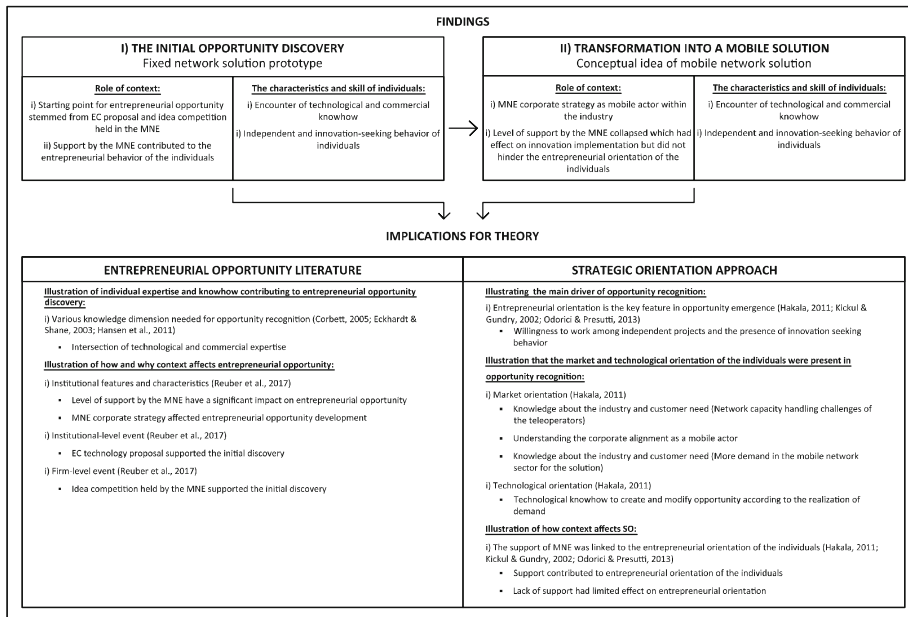 FINDINGS
I) THE INITIAL OPPORTUNITY DISCOVERY
Fixed network solution prototype
Role of context:
i) Starting point for entrepreneurial opportunity
stemmed from EC proposal and idea competition
held in the MNE
ii) Support by the MNE contributed to the
entrepreneurial behavior of the individuals
The characteristics and skill of individuals:
i) Encounter of technological and commercial
knowhow
i) Independent and innovation-seeking behavior of
individuals
II) TRANSFORMATION INTO A MOBILE SOLUTION
Conceptual idea of mobile network solution
Role of context:
i) MNE corporate strategy as mobile actor within the
industry
i) Level of support by the MNE collapsed which had
effect on innovation implementation but did not
hinder the entrepreneurial orientation of the
individuals
The characteristics and skill of individuals:
i) Encounter of technological and commercial
knowhow
i) Independent and innovation-seeking behavior of
individuals
IMPLICATIONS FOR THEORY
ENTREPRENEURIAL OPPORTUNITY LITERATURE
Illustration of individual expertise and knowhow contributing to entrepreneurial opportunity
discovery:
i) Various knowledge dimension needed for opportunity recognition (Corbett, 2005; Eckhardt &
Shane, 2003; Hansen et al., 2011)
▪ Intersection of technological and commercial expertise
Illustration of how and why context affects entrepreneurial opportunity:
i) Institutional features and characteristics (Reuber et al., 2017)
▪ Level of support by the MNE have a significant impact on entrepreneurial opportunity
▪ MNE corporate strategy affected entrepreneurial opportunity development
i) Institutional-level event (Reuber et al., 2017)
▪ EC technology proposal supported the initial discovery
i) Firm-level event (Reuber et al., 2017)
▪ Idea competition held by the MNE supported the initial discovery
STRATEGIC ORIENTATION APPROACH
Illustrating the main driver of opportunity recognition:
i) Entrepreneurial orientation is the key feature in opportunity emergence (Hakala, 2011; Kickul &
Gundry, 2002; Odorici & Presutti, 2013)
▪ Willingness to work among independent projects and the presence of innovation seeking
behavior
Illustration that the market and technological orientation of the individuals were present in
opportunity recognition:
i) Market orientation (Hakala, 2011)
▪ Knowledge about the industry and customer need (Network capacity handling challenges of
the teleoperators)
▪ Understanding the corporate alignment as a mobile actor
▪ Knowledge about the industry and customer need (More demand in the mobile network
sector for the solution)
i) Technological orientation (Hakala, 2011)
▪ Technological knowhow to create and modify opportunity according to the realization of
demand
Illustration of how context affects SO:
i) The support of MNE was linked to the entrepreneurial orientation of the individuals (Hakala, 2011;
Kickul & Gundry, 2002; Odorici & Presutti, 2013)
▪ Support contributed to entrepreneurial orientation of the individuals
▪ Lack of support had limited effect on entrepreneurial orientation